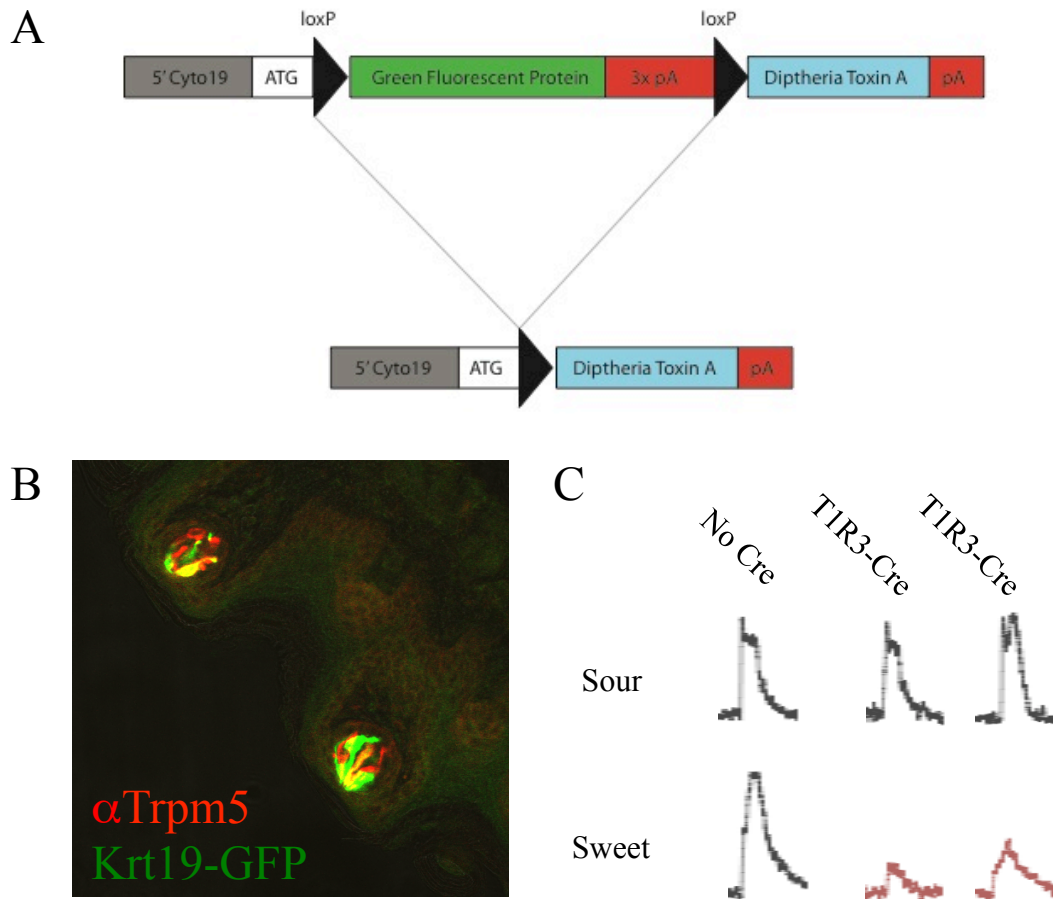 A
loxP
loxP
5' Cyto19
ATG
Green Fluorescent Protein
3x pA
Diptheria Toxin A
pA
5' Cyto19
ATG
Diptheria Toxin A
pA
B
αTrpm5
Krt19-GFP
C
No Cre
T1R3-Cre
T1R3-Cre
Sour
Sweet